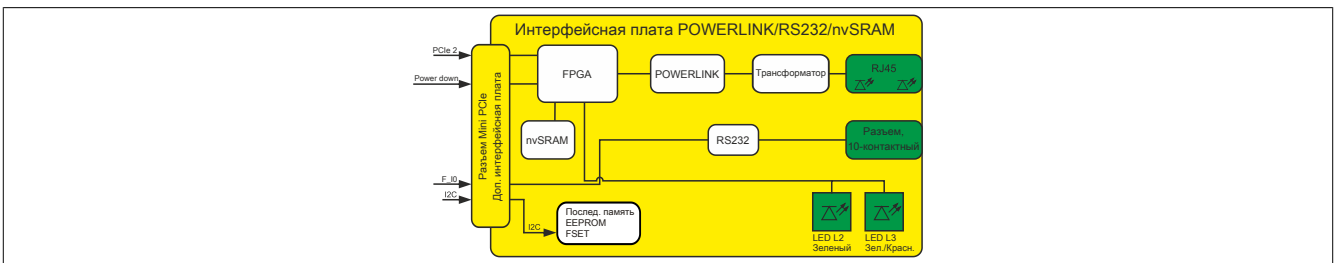 Интерфейсная плата POWERLINK/RS232/nvSRAM
PCIe 2
Power down
F_I0
I2C
Разъем Mini PCIe
Доп. интерфейсная плата
FPGA
POWERLINK
Трансформатор
RJ45
nvSRAM
RS232
Разъем,
10-контактный
I2C
Послед. память
EEPROM
FSET
LED L2
Зеленый
LED L3
Зел./Красн.